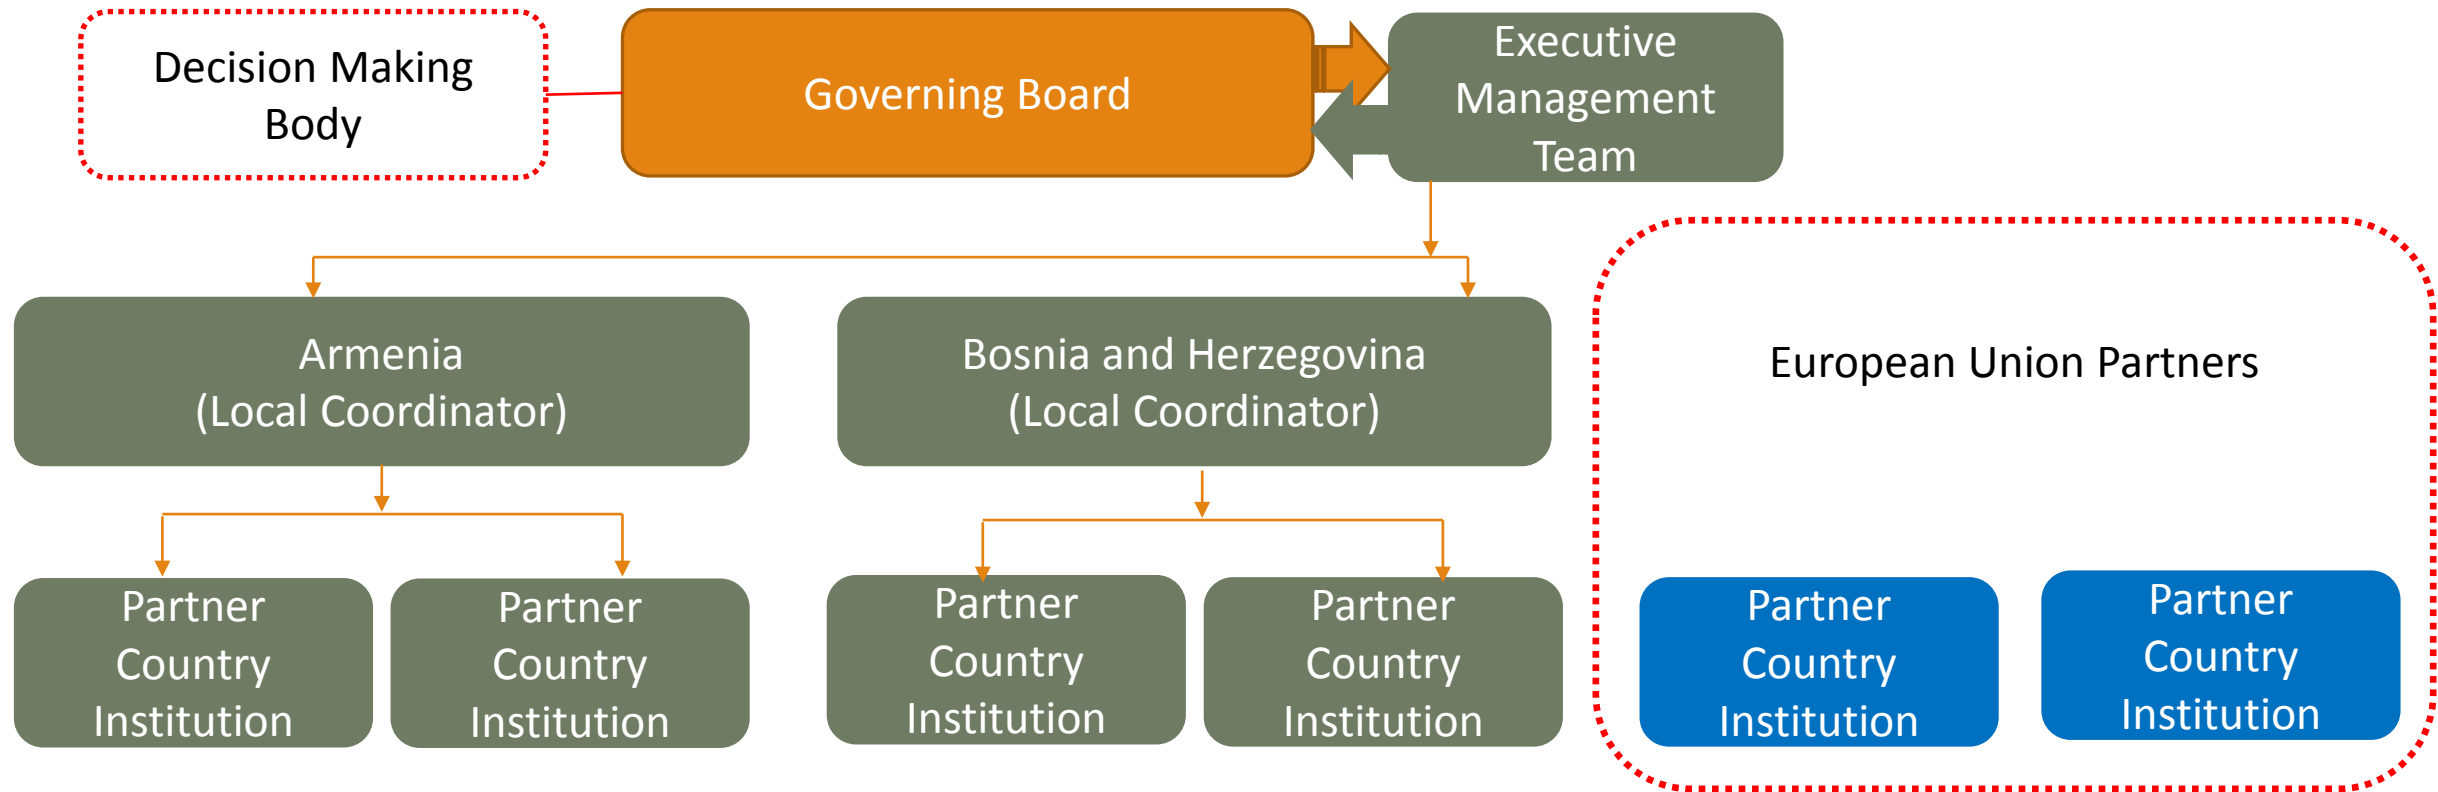 Decision Making
Body
Governing Board
Executive
Management
Team
Armenia
(Local Coordinator)
Bosnia and Herzegovina
(Local Coordinator)
European Union Partners
Partner
Country
Institution
Partner
Country
Institution
Partner
Country
Institution
Partner
Country
Institution
Partner
Country
Institution
Partner
Country
Institution